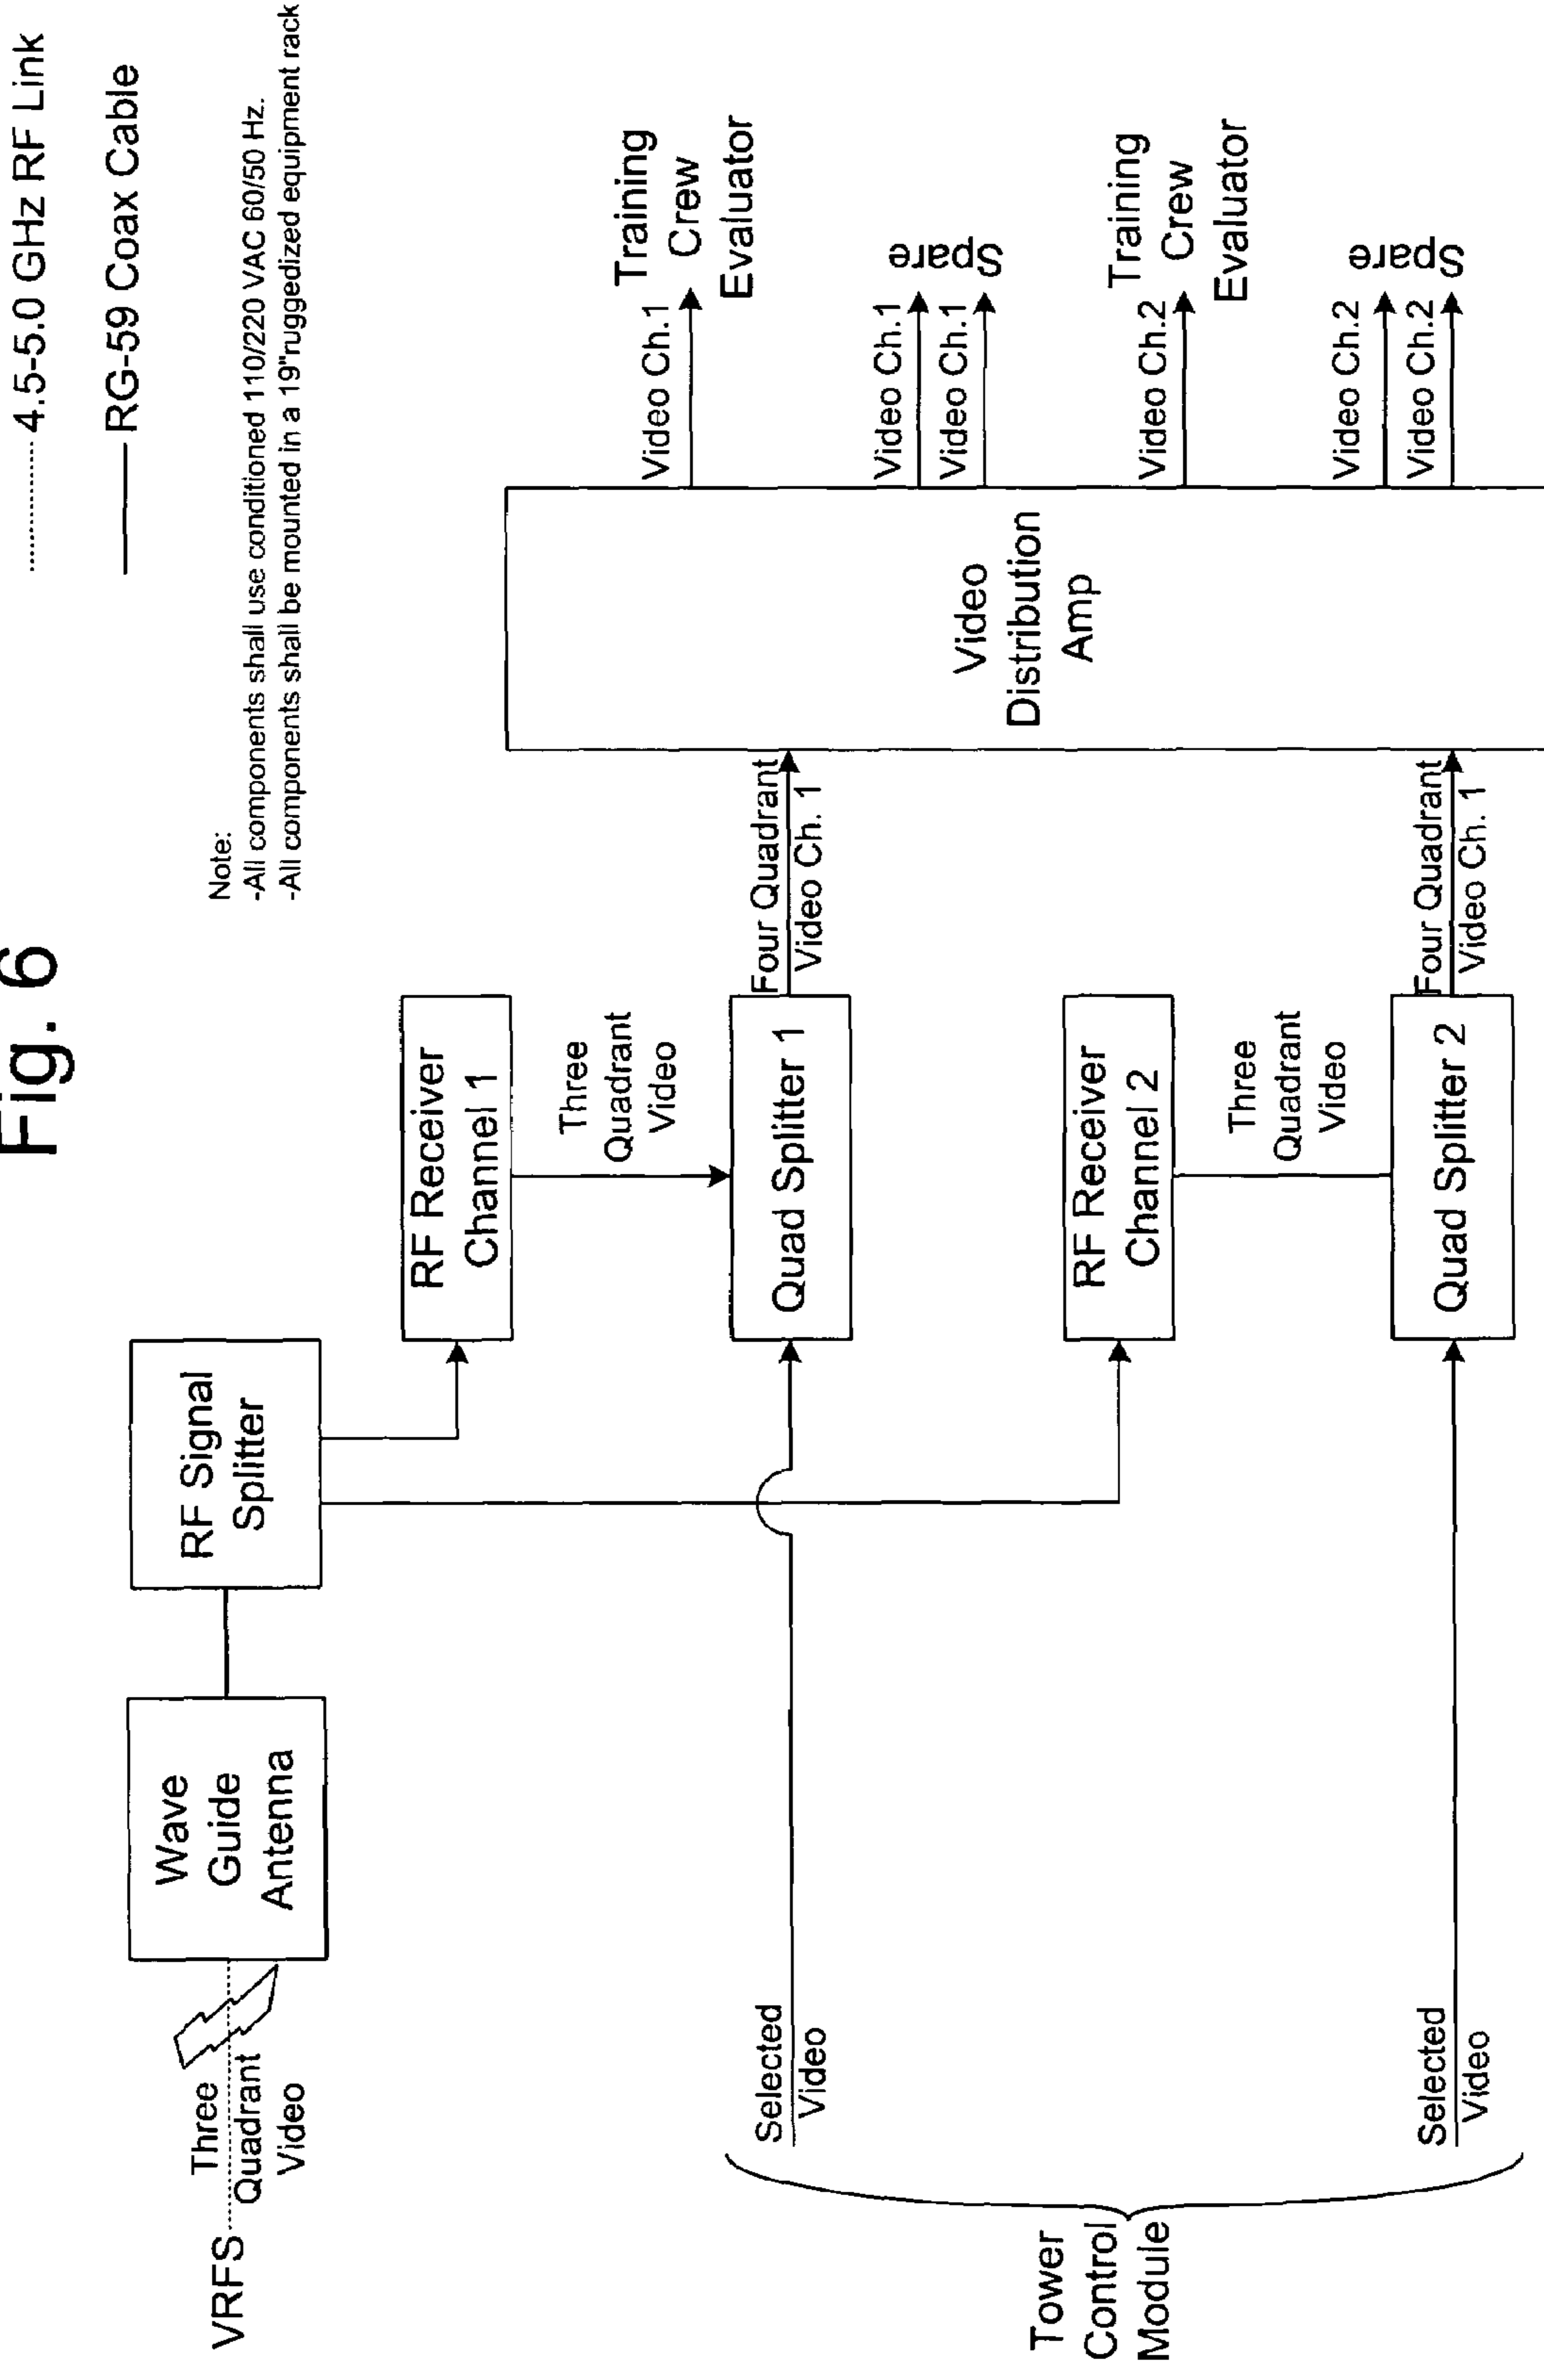 Fig. 6
4.5-5.0 GHz RF Link
RG-59 Coax Cable
Note:
-All components shall use conditioned 110/220 VAC 60/50 Hz.
-All components shall be mounted in a 19"ruggedized equipment rack
VRFS
Three
Quadrant
Video
Wave
Guide
Antenna
RF Signal
Splitter
RF Receiver
Channel 1
Three
Quadrant
Video
Tower
Control
Module
Selected
Video
Quad Splitter 1
Four Quadrant
Video Ch. 1
RF Receiver
Channel 2
Three
Quadrant
Video
Selected
Video
Quad Splitter 2
Four Quadrant
Video Ch. 1
Video
Distribution
Amp
Video Ch.1
Training
Crew
Evaluator
Video Ch.1
Video Ch.1
Spare
Video Ch.2
Training
Crew
Evaluator
Video Ch.2
Video Ch.2
Spare